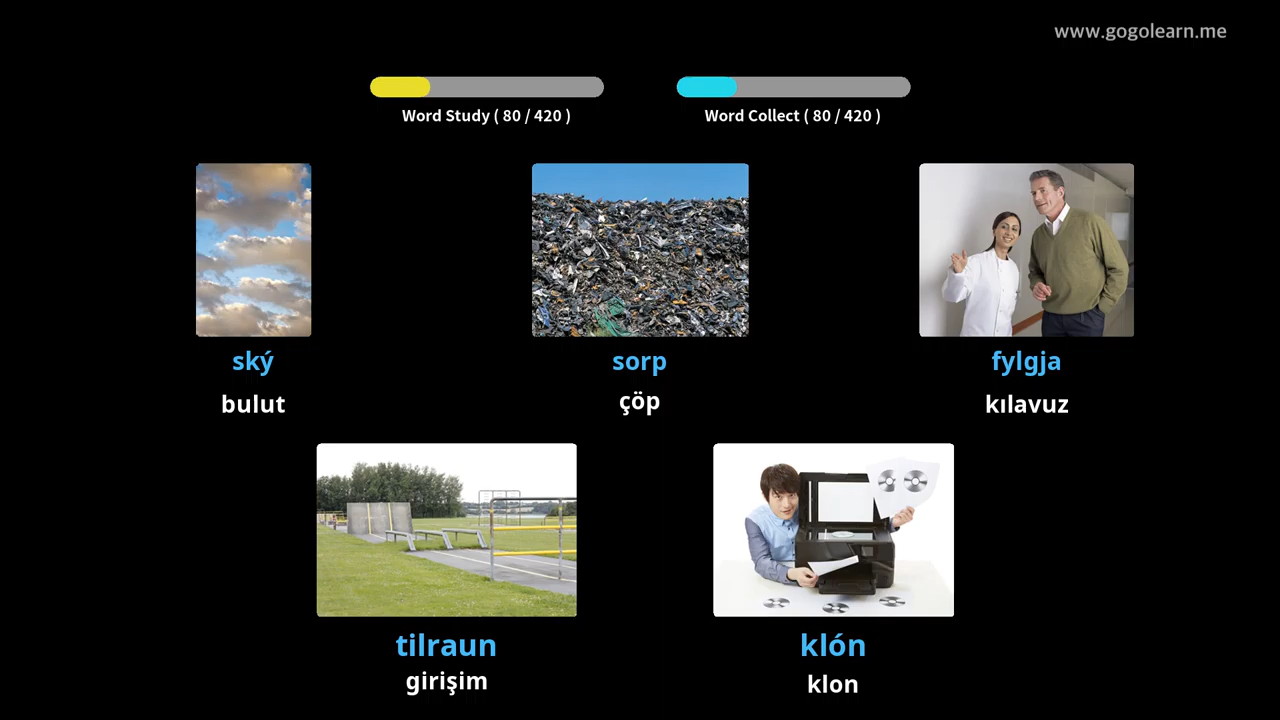 www.gogolearn.me
Word Study ( 80 / 420 )
Word Collect ( 80 / 420 )
ský
sorp
fylgja
bulut
çöp
kılavuz
tilraun
klón
girişim
klon